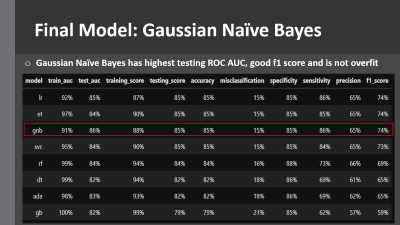 Final Model: Gaussian Naïve Bayes
Gaussian Naïve Bayes has highest testing ROC AUC, good f1 score and is not overfit
model train_auc test_auc training_score testing_score accuracy misclassification specificity sensitivity precision f1_score
lr 92% 85% 87% 85% 85% 15% 85% 86% 65% 74%
et 97% 84% 90% 85% 85% 15% 85% 85% 65% 74%
gnb 91% 86% 88% 85% 85% 15% 85% 86% 65% 74%
svc 95% 84% 90% 85% 85% 15% 85% 84% 65% 73%
rf 99% 84% 94% 84% 84% 16% 88% 73% 66% 69%
dt 99% 82% 94% 82% 82% 18% 86% 69% 61% 65%
ada 98% 83% 93% 82% 82% 18% 86% 69% 62% 65%
gb 100% 82% 99% 79% 79% 21% 85% 62% 57% 59%